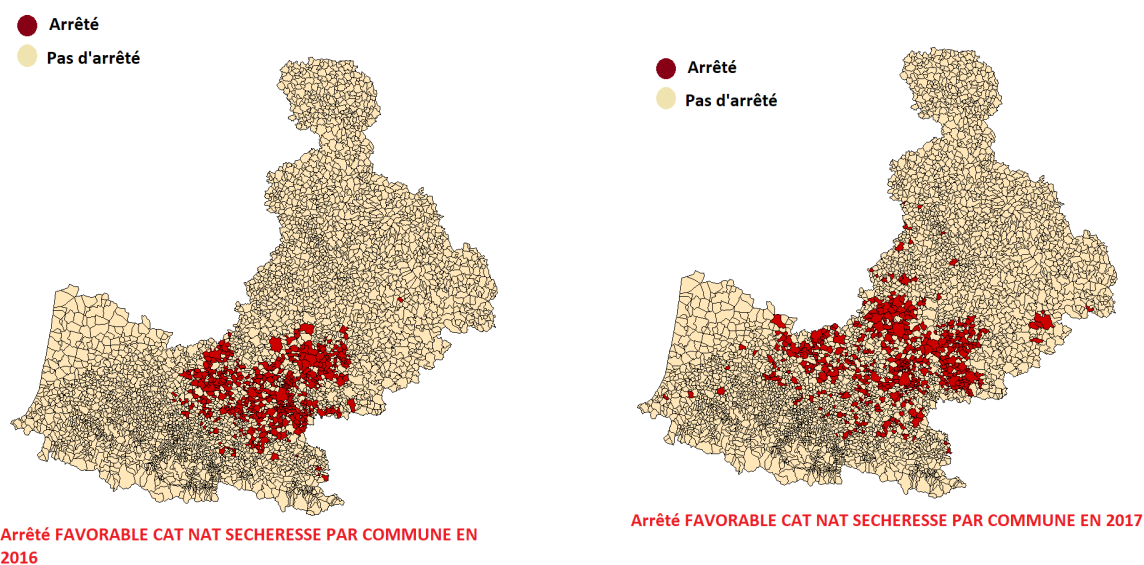 Arrêté
Pas d'arrêté
Arrêté FAVORABLE CAT NAT SECHERESSE PAR COMMUNE EN
2016
Arrêté
Pas d'arrêté
Arrêté FAVORABLE CAT NAT SECHERESSE PAR COMMUNE EN 2017